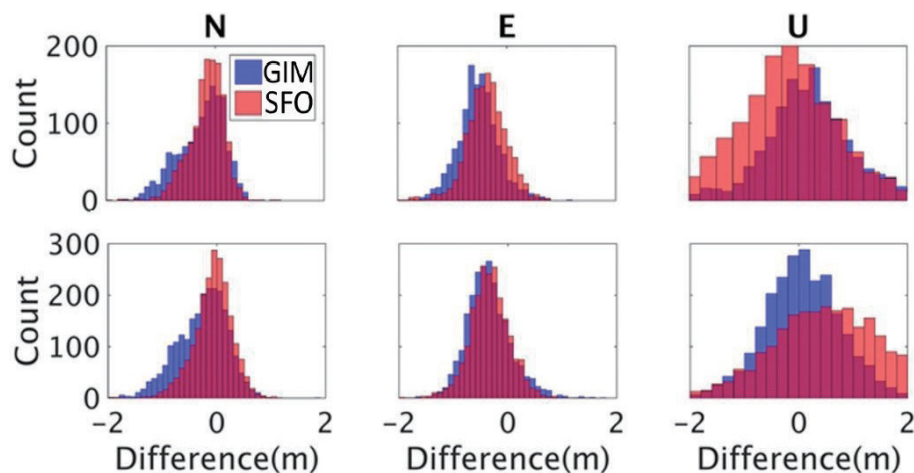 N E U
200
GIM
SFO
Count
100
0
300
Count
200
100
0
-2 0 2 -2 0 2 -2 0 2
Difference(m) Difference(m) Difference(m)